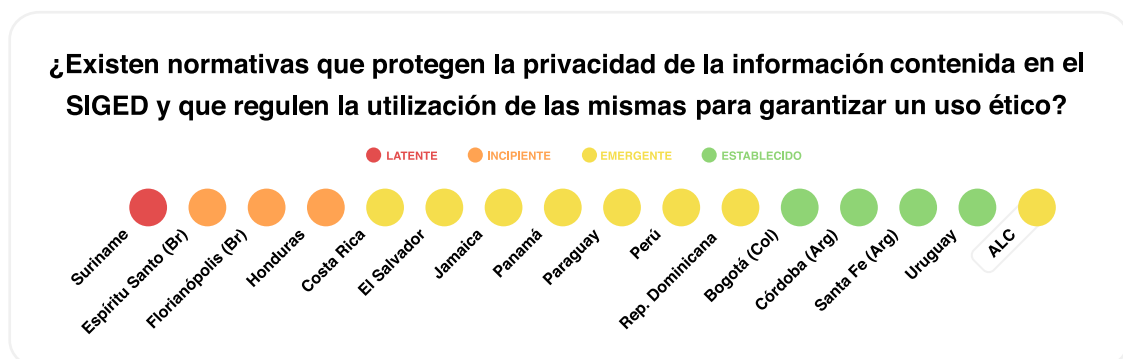 ¿Existen normativas que protegen la privacidad de la información contenida en el
SIGED y que regulen la utilización de las mismas para garantizar un uso ético?
LATENTE INCIPIENTE EMERGENTE ESTABLECIDO
Suriname
Espíritu Santo (Br)
Florianópolis (Br)
Honduras
Costa Rica
El Salvador
Jamaica
Panamá
Paraguay
Perú
Rep. Dominicana
Bogotá (Col)
Córdoba (Arg)
Santa Fe (Arg)
Uruguay
ALC